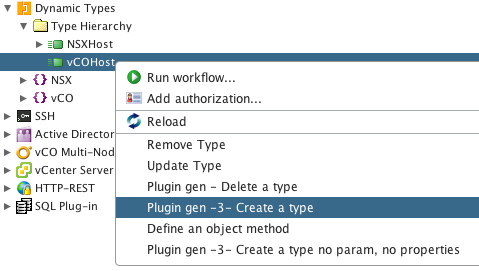 Dynamic Types
Type Hierarchy
NSXHost
vCOHost
NSX
vCO
SSH
Active Director
vCO Multi-Nod
vCenter Server
HTTP-REST
SQL Plug-in
Run workflow...
Add authorization...
Reload
Remove Type
Update Type
Plugin gen - Delete a type
Plugin gen -3- Create a type
Define an object method
Plugin gen -3- Create a type no param, no properties